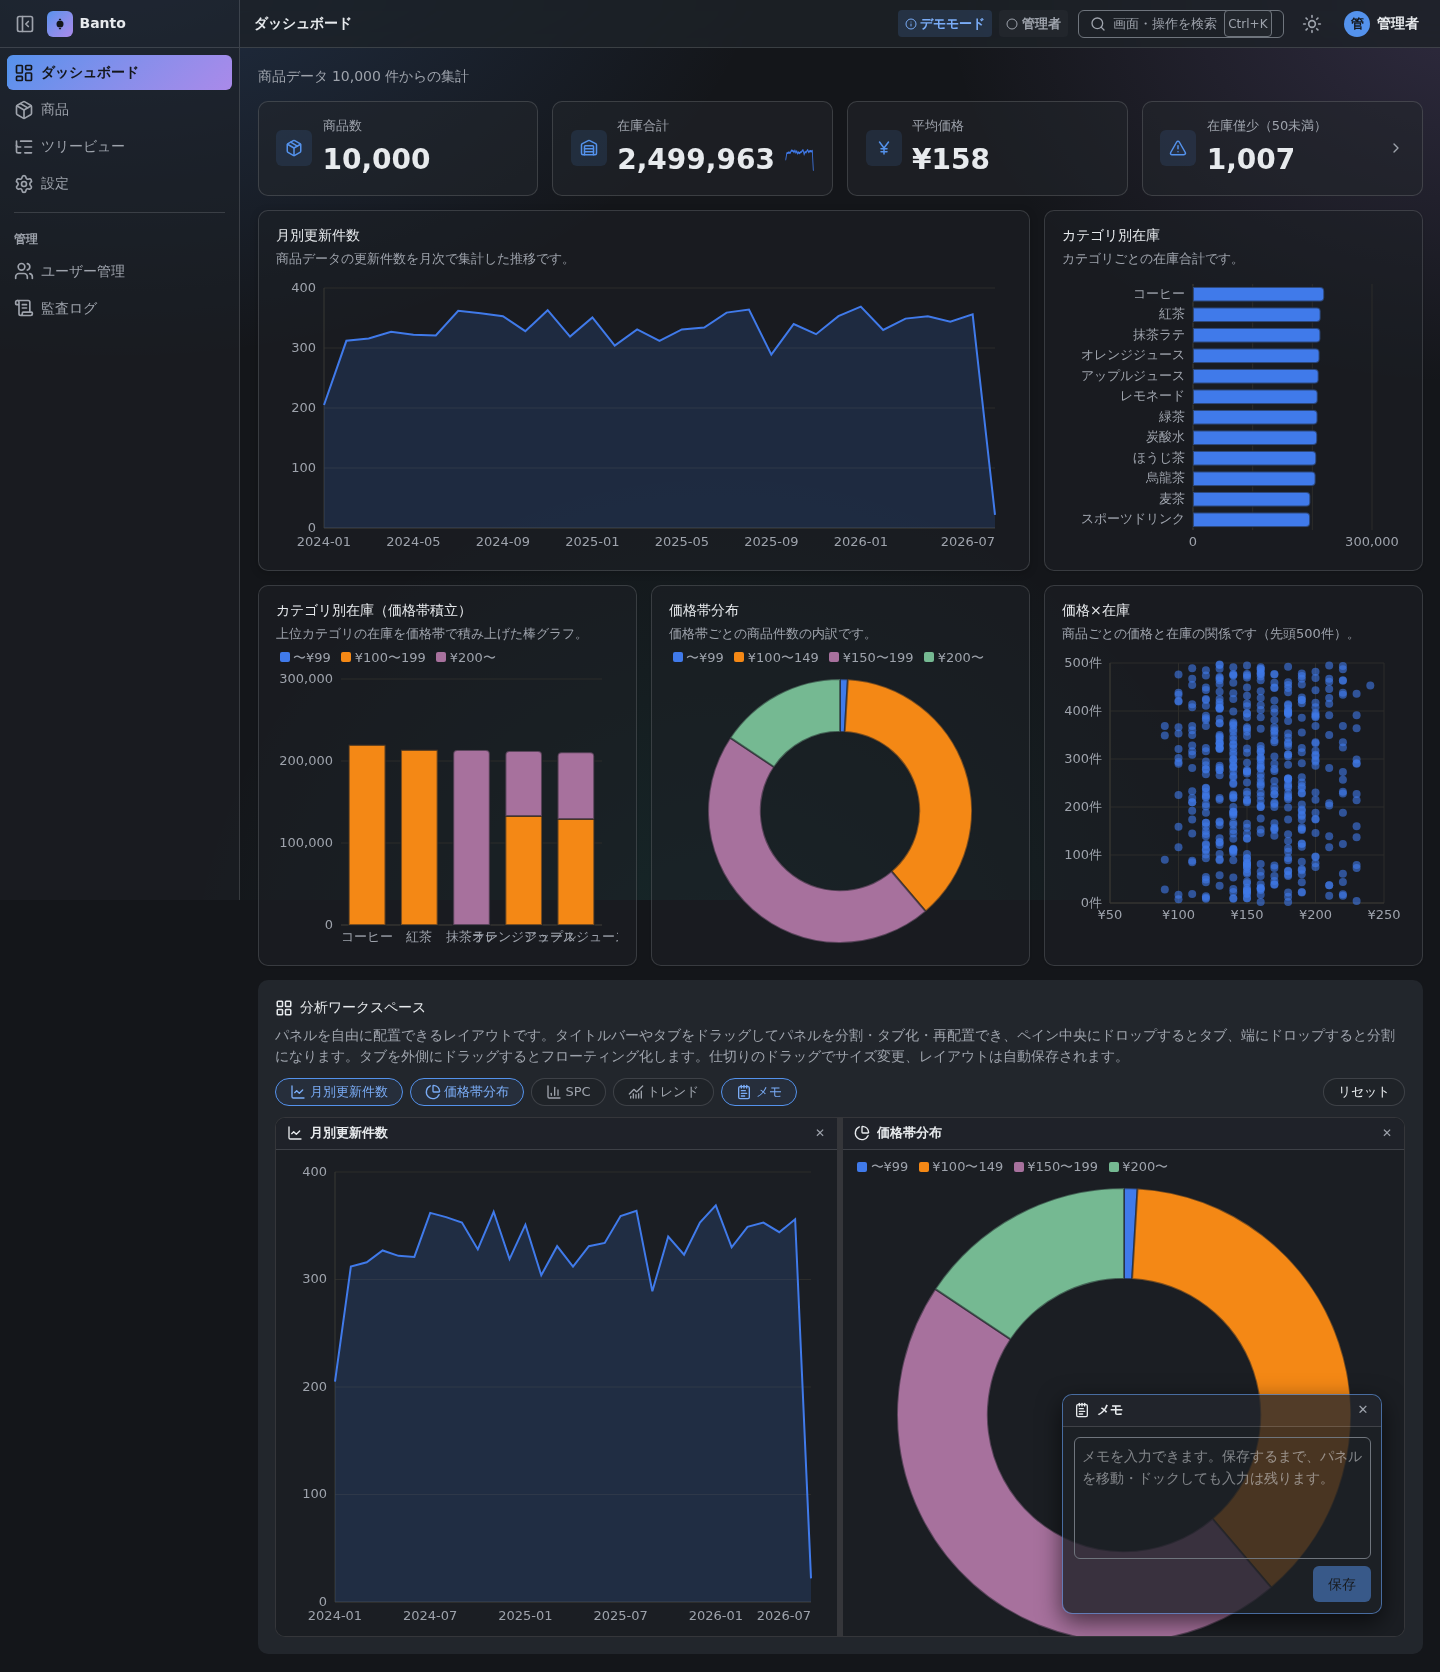 Banto
ダッシュボード
デモモード
管理者
画面・操作を検索 Ctrl+K
管 管理者
ダッシュボード
商品
ツリービュー
設定
管理
ユーザー管理
監査ログ
商品データ 10,000 件からの集計
商品数
10,000
在庫合計
2,499,963
平均価格
¥158
在庫僅少（50未満）
1,007
月別更新件数
商品データの更新件数を月次で集計した推移です。
400
300
200
100
0
2024-01 2024-05 2024-09 2025-01 2025-05 2025-09 2026-01 2026-07
カテゴリ別在庫
カテゴリごとの在庫合計です。
コーヒー
紅茶
抹茶ラテ
オレンジジュース
アップルジュース
レモネード
緑茶
炭酸水
ほうじ茶
烏龍茶
麦茶
スポーツドリンク
0 300,000
カテゴリ別在庫（価格帯積立）
上位カテゴリの在庫を価格帯で積み上げた棒グラフ。
〜¥99 ¥100〜199 ¥200〜
300,000
200,000
100,000
0
コーヒー 紅茶
価格帯分布
価格帯ごとの商品件数の内訳です。
〜¥99 ¥100〜149 ¥150〜199 ¥200〜
価格×在庫
商品ごとの価格と在庫の関係です（先頭500件）。
500件
400件
300件
200件
100件
0件
¥50 ¥100 ¥150 ¥200 ¥250
分析ワークスペース
パネルを自由に配置できるレイアウトです。タイトルバーやタブをドラッグしてパネルを分割・タブ化・再配置でき、ペイン中央にドロップするとタブ、端にドロップすると分割
になります。タブを外側にドラッグするとフローティング化します。仕切りのドラッグでサイズ変更、レイアウトは自動保存されます。
月別更新件数 価格帯分布 SPC トレンド メモ リセット
月別更新件数
400
300
200
100
0
2024-01 2024-07 2025-01 2025-07 2026-01 2026-07
価格帯分布
〜¥99 ¥100〜149 ¥150〜199 ¥200〜
メモ
メモを入力できます。保存するまで、パネル
を移動・ドックしても入力は残ります。
保存